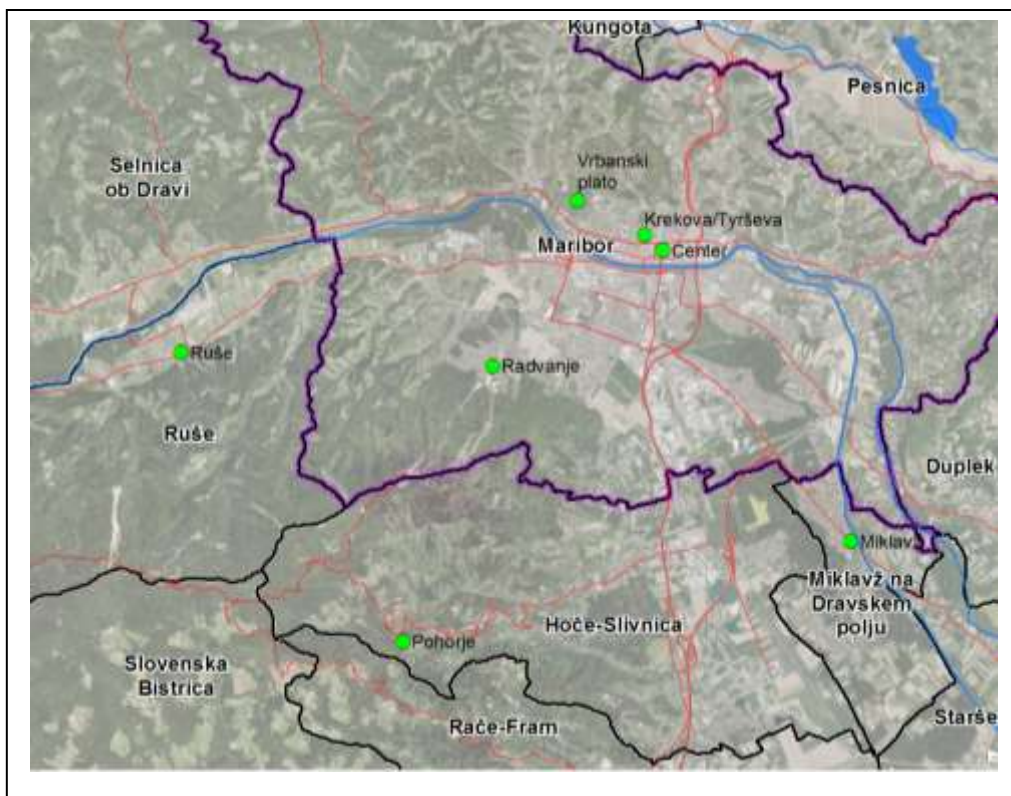 Kungota
Pesnica
Selnica
ob Dravi
Vrbanski
plato
Krekova/Tyrševa
Maribor
Center
Ruše
Radvanje
Ruše
Duplek
Miklavž
Miklavž na
Dravskem
polju
Hoče-Slivnica
Pohorje
Slovenska
Bistrica
Starše
Rače-Fram